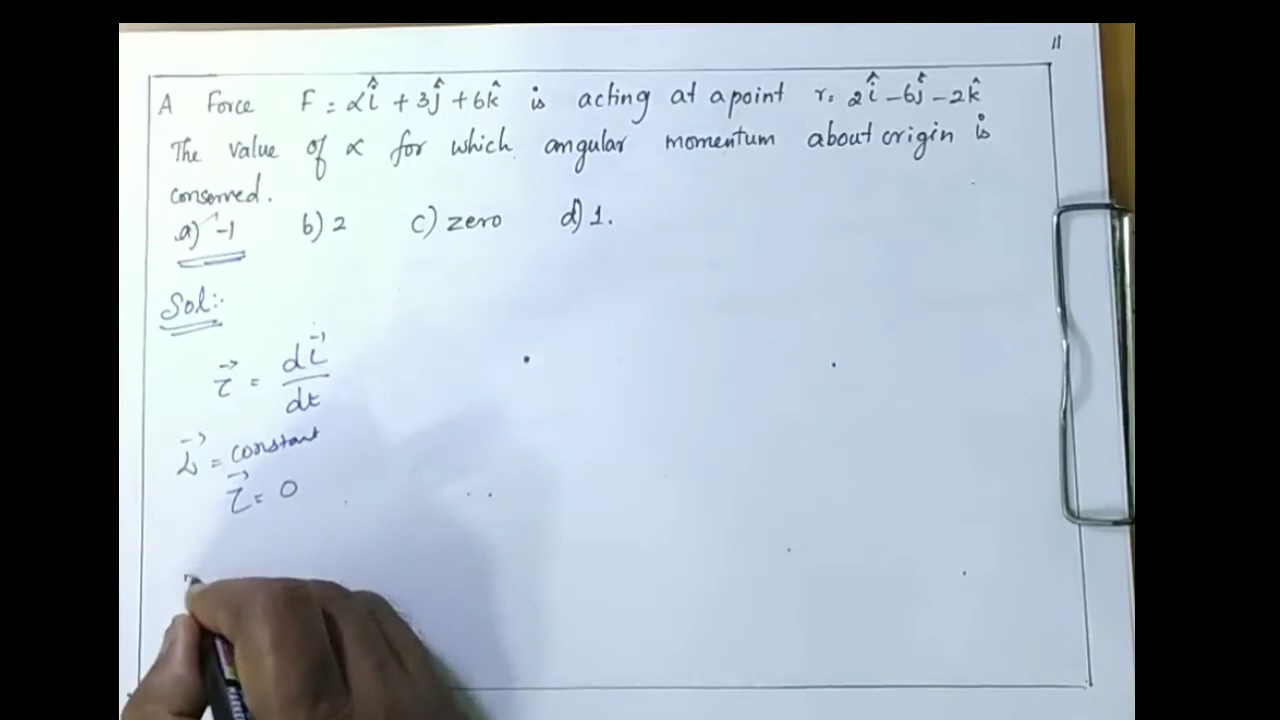 11
A Force F = αî + 3ĵ + 6k̂ is acting at a point r = 2î - 6ĵ - 2k̂
The value of α for which angular momentum about origin is
conserved.
a) -1 b) 2 c) zero d) 1.
Sol:-
τ⃗ = dL⃗/dt
L⃗ = constant
τ⃗ = 0